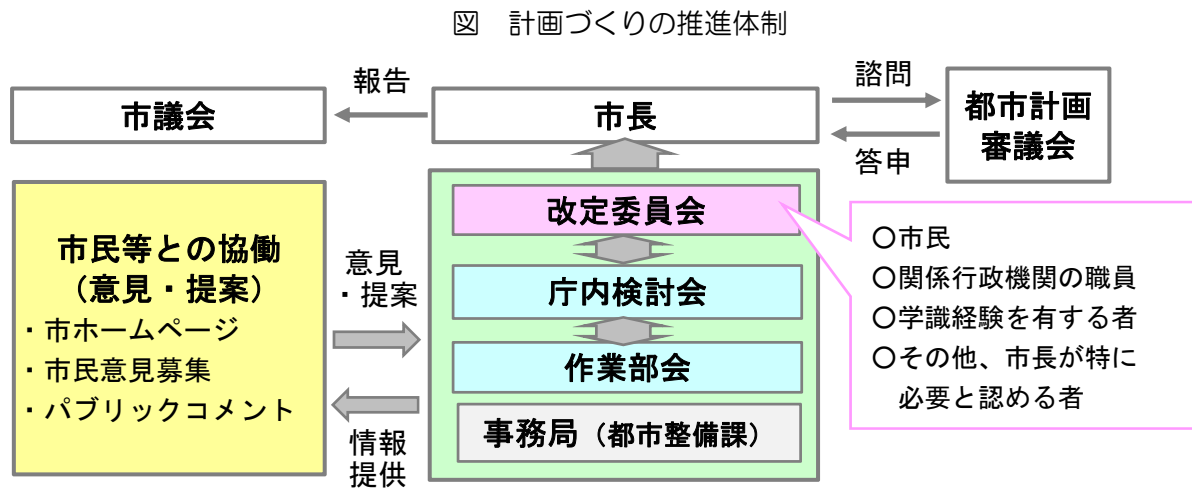 図 計画づくりの推進体制
市議会
報告
市長
諮問
答申
都市計画
審議会
市民等との協働
（意見・提案）
・市ホームページ
・市民意見募集
・パブリックコメント
意見
・提案
情報
提供
改定委員会
庁内検討会
作業部会
事務局（都市整備課）
〇市民
〇関係行政機関の職員
〇学識経験を有する者
〇その他、市長が特に
必要と認める者